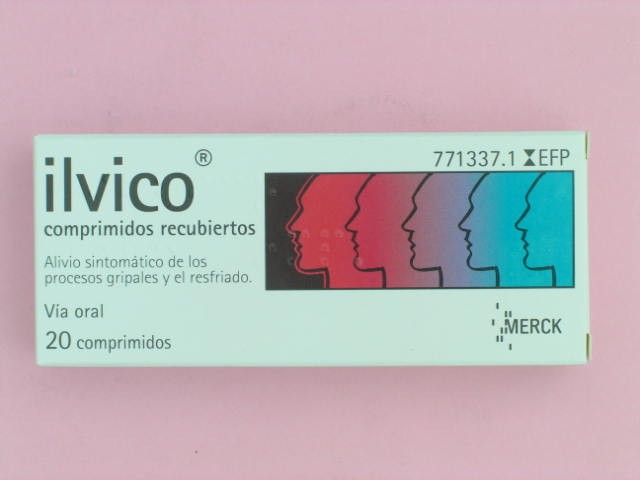 ilvico®
comprimidos recubiertos
Alivio sintomático de los
procesos gripales y el resfriado.
Vía oral
20 comprimidos
771337.1 EFP
MERCK